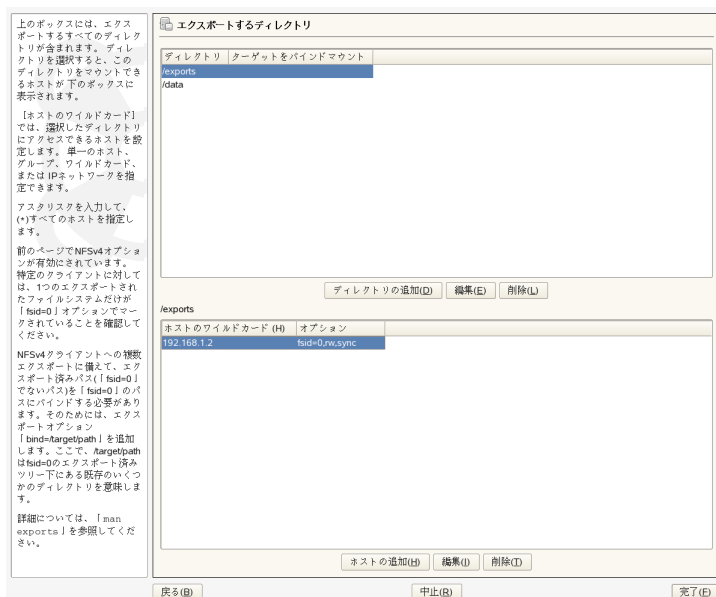 上のボックスには、エクス
ポートするすべてのディレク
トリが含まれます。 ディレ
クトリを選択すると、この
ディレクトリをマウントでき
るホストが 下のボックスに
表示されます。
［ホストのワイルドカード］
では、選択したディレクトリ
にアクセスできるホストを設
定します。 単一のホスト、
グループ、ワイルドカード、
または IPネットワークを指
定できます。
アスタリスクを入力して、
(*)すべてのホストを指定し
ます。
前のページでNFSv4オプショ
ンが有効にされています。
特定のクライアントに対して
は、1つのエクスポートされ
たファイルシステムだけが
「fsid=0」オプションでマー
クされていることを確認して
ください。
NFSv4クライアントへの複数
エクスポートに備えて、エク
スポート済みパス(「fsid=0」
でないパス)を「fsid=0」のパ
スにバインドする必要があり
ます。そのためには、エクス
ポートオプション
「bind=/target/path」を追加
します。ここで、/target/path
はfsid=0のエクスポート済み
ツリー下にある既存のいくつ
かのディレクトリを意味しま
す。
詳細については、「man
exports」を参照してくだ
さい。
エクスポートするディレクトリ
ディレクトリ ターゲットをバインドマウント
/exports
/data
ディレクトリの追加(D) 編集(E) 削除(L)
/exports
ホストのワイルドカード (H) オプション
192.168.1.2 fsid=0,rw,sync
ホストの追加(H) 編集(I) 削除(T)
戻る(B) 中止(R) 完了(F)